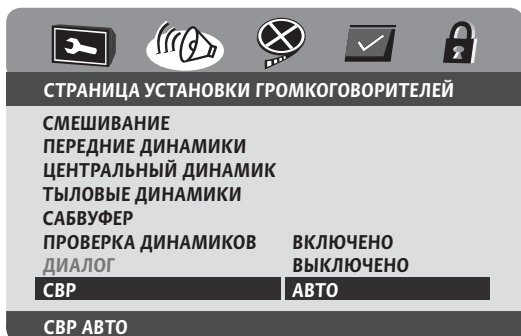 СТРАНИЦА УСТАНОВКИ ГРОМКОГОВОРИТЕЛЕЙ
СМЕШИВАНИЕ
ПЕРЕДНИЕ ДИНАМИКИ
ЦЕНТРАЛЬНЫЙ ДИНАМИК
ТЫЛОВЫЕ ДИНАМИКИ
САБВУФЕР
ПРОВЕРКА ДИНАМИКОВ ВКЛЮЧЕНО
ДИАЛОГ ВЫКЛЮЧЕНО
СВР АВТО
СВР АВТО